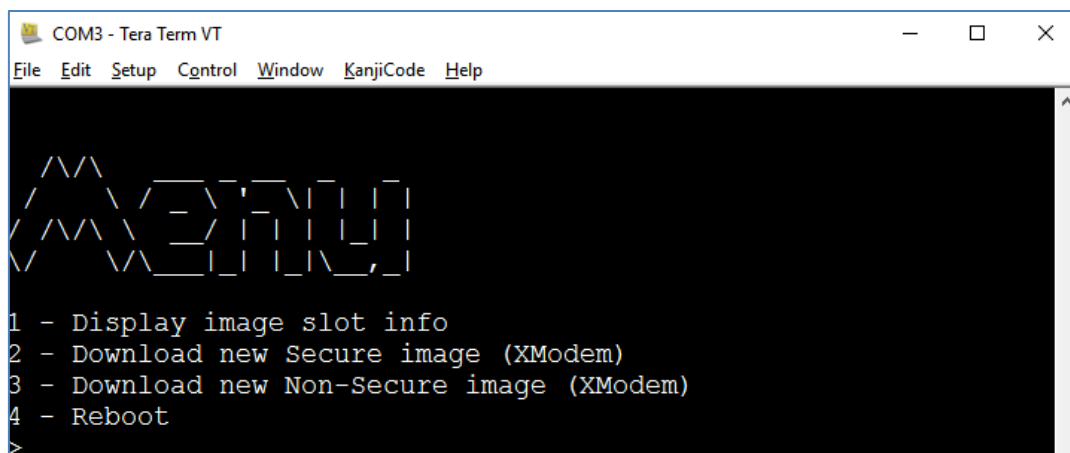 COM3 - Tera Term VT
File Edit Setup Control Window KanjiCode Help
Menu
1 - Display image slot info
2 - Download new Secure image (XModem)
3 - Download new Non-Secure image (XModem)
4 - Reboot
>